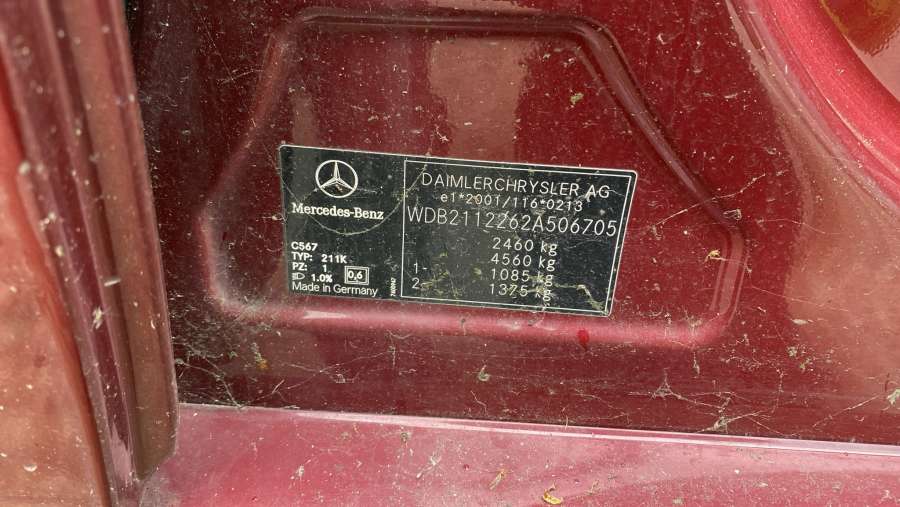 Mercedes-Benz
C567
TYP: 211K
PZ: 1
1.0% 0,6
Made in Germany
DAIMLERCHRYSLER AG
e1*2001/116*0213
WDB2112262A506705
2460 kg
4560 kg
1- 1085 kg
2- 1375 kg